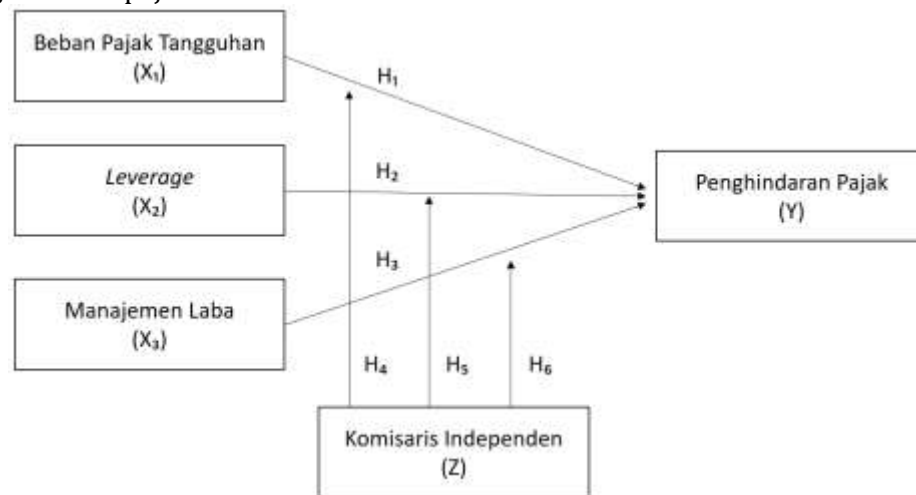 Beban Pajak Tangguhan
(X₁)
H₁
Leverage
(X₂)
H₂
Penghindaran Pajak
(Y)
H₃
Manajemen Laba
(X₃)
H₄
H₅
H₆
Komisaris Independen
(Z)